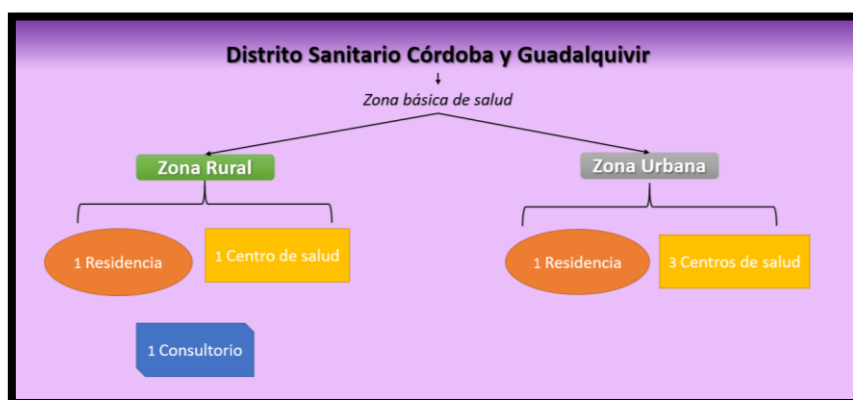 Distrito Sanitario Córdoba y Guadalquivir
Zona básica de salud
Zona Rural
Zona Urbana
1 Residencia
1 Centro de salud
1 Residencia
3 Centros de salud
1 Consultorio